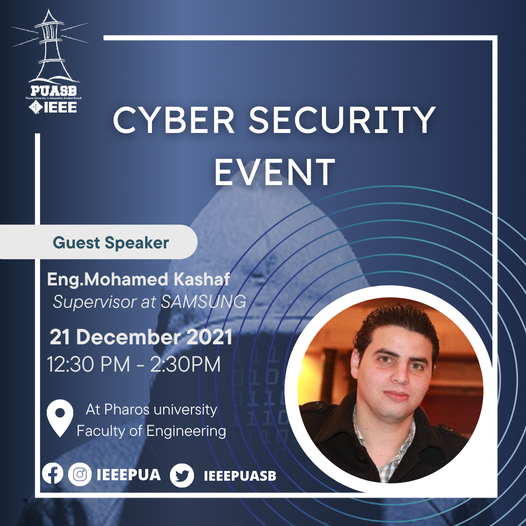 PUASB
IEEE
CYBER SECURITY
EVENT
Guest Speaker
Eng.Mohamed Kashaf
Supervisor at SAMSUNG
21 December 2021
12:30 PM - 2:30PM
At Pharos university
Faculty of Engineering
IEEEPUA
IEEEPUASB